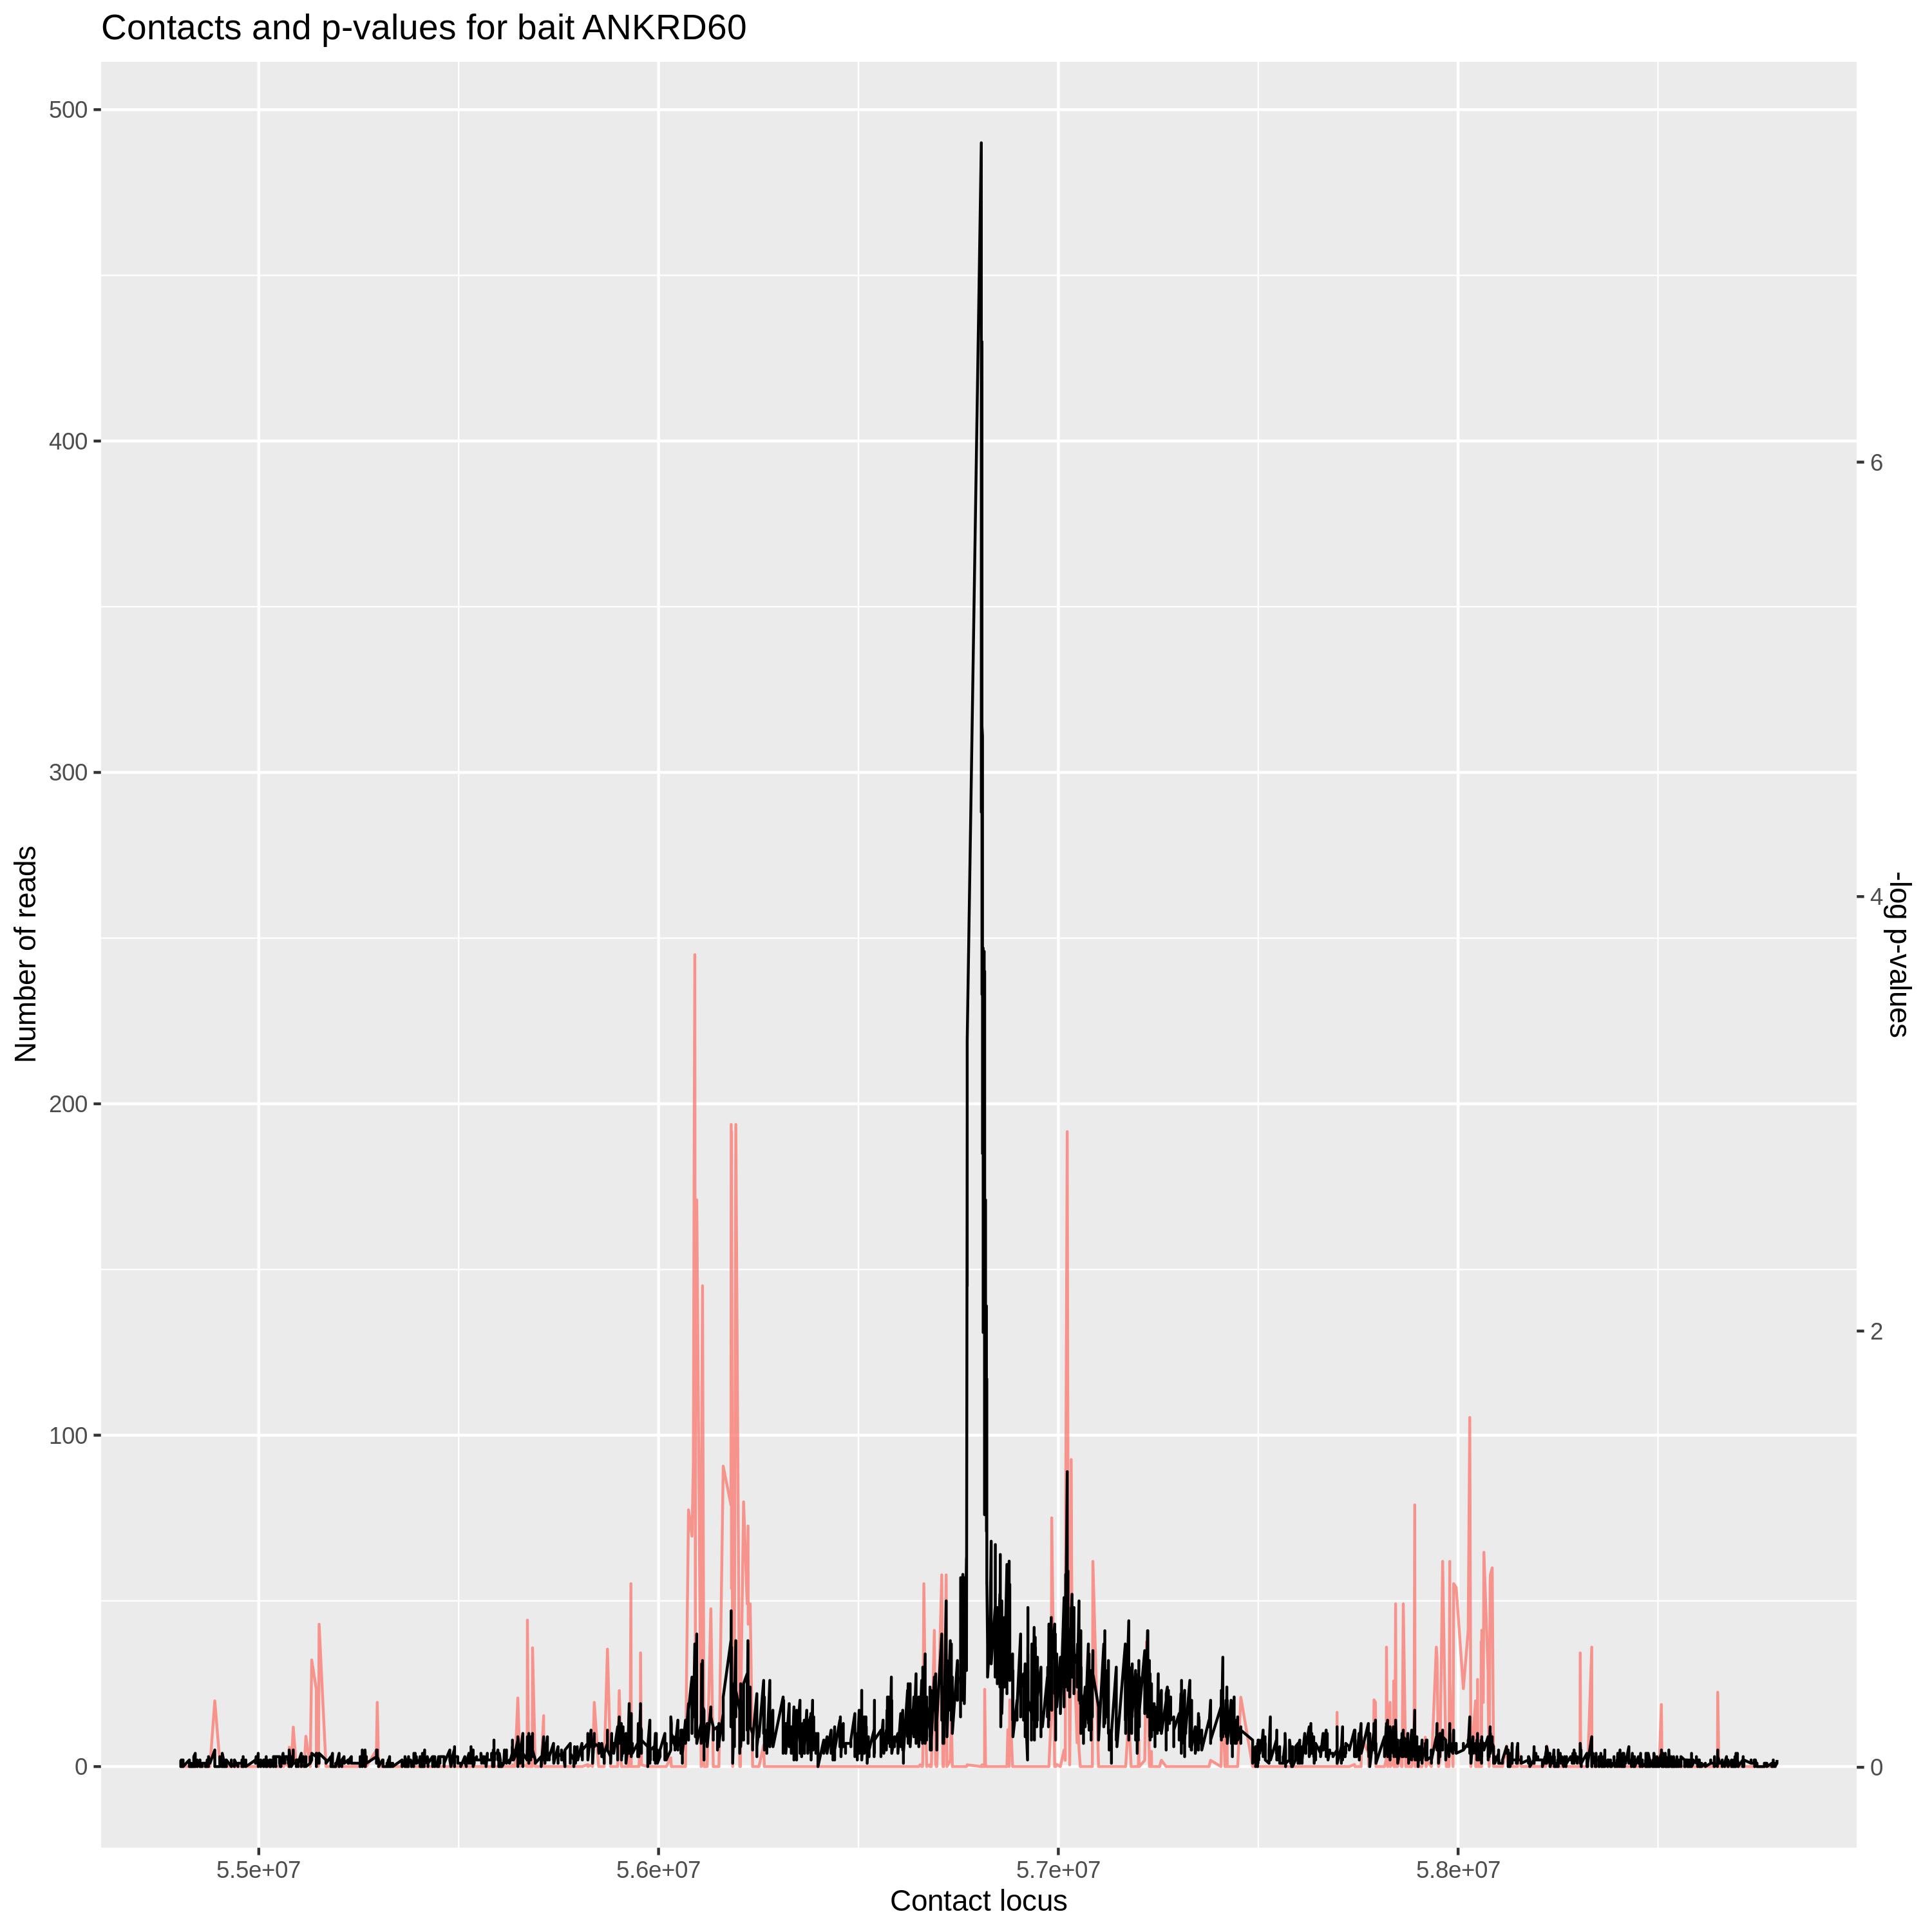 Contacts and p-values for bait ANKRD60
500
400
300
200
100
0
Number of reads
6
4
2
0
-log p-values
5.5e+07
5.6e+07
5.7e+07
5.8e+07
Contact locus